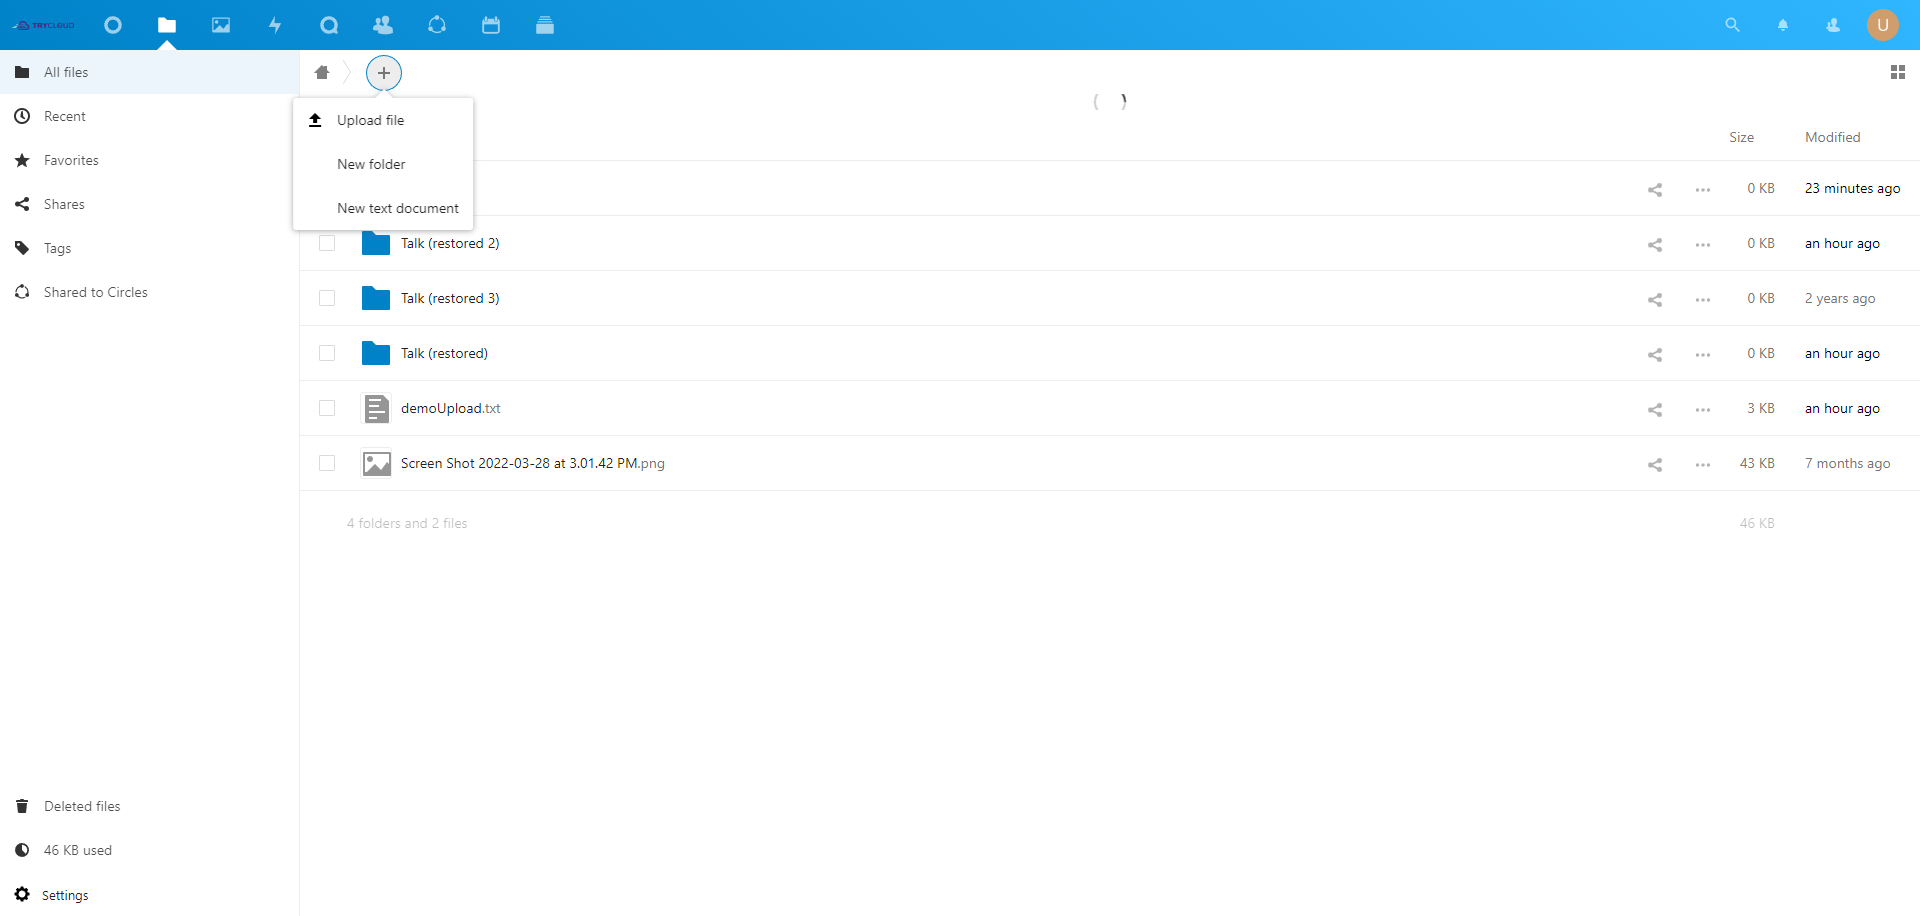 TRYCLOUD
U
All files
Recent
Favorites
Shares
Tags
Shared to Circles
Upload file
New folder
New text document
Size Modified
0 KB 23 minutes ago
Talk (restored 2) 0 KB an hour ago
Talk (restored 3) 0 KB 2 years ago
Talk (restored) 0 KB an hour ago
demoUpload.txt 3 KB an hour ago
Screen Shot 2022-03-28 at 3.01.42 PM.png 43 KB 7 months ago
4 folders and 2 files 46 KB
Deleted files
46 KB used
Settings